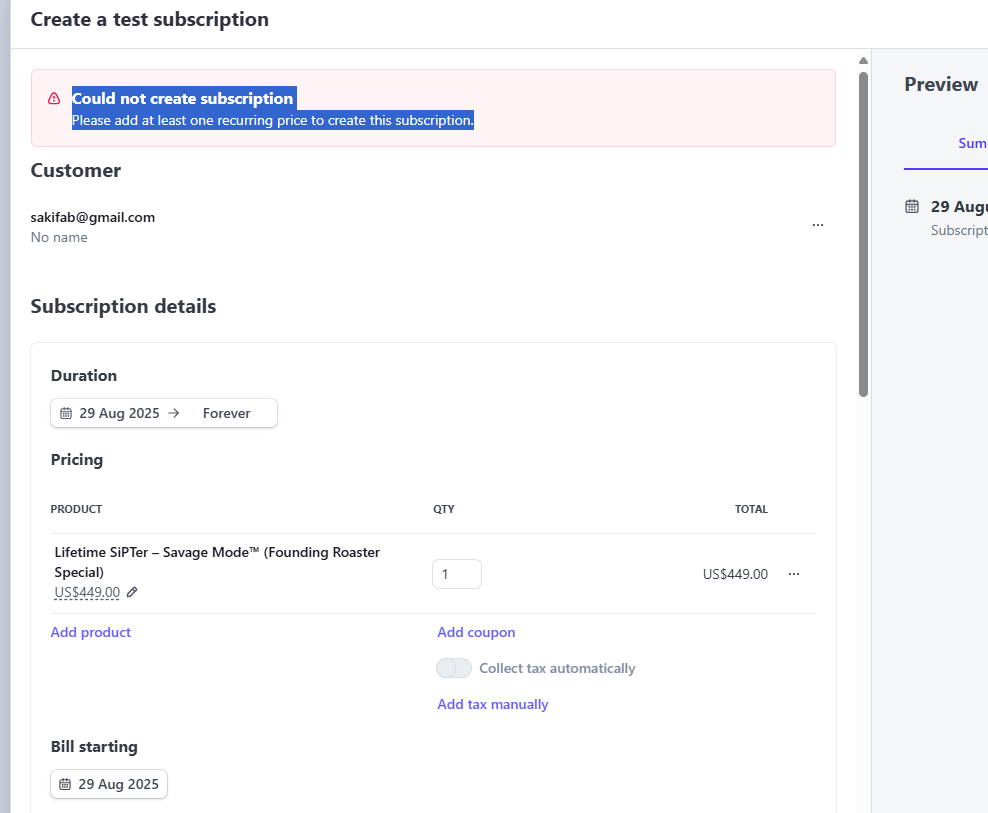 Create a test subscription
Could not create subscription
Please add at least one recurring price to create this subscription.
Customer
sakifab@gmail.com
No name
...
Subscription details
Duration
29 Aug 2025 → Forever
Pricing
PRODUCT QTY TOTAL
Lifetime SiPTer – Savage Mode™ (Founding Roaster
Special)
US$449.00
1
US$449.00
...
Add product
Add coupon
Collect tax automatically
Add tax manually
Bill starting
29 Aug 2025
Preview
Sum
29 Augu
Subscript